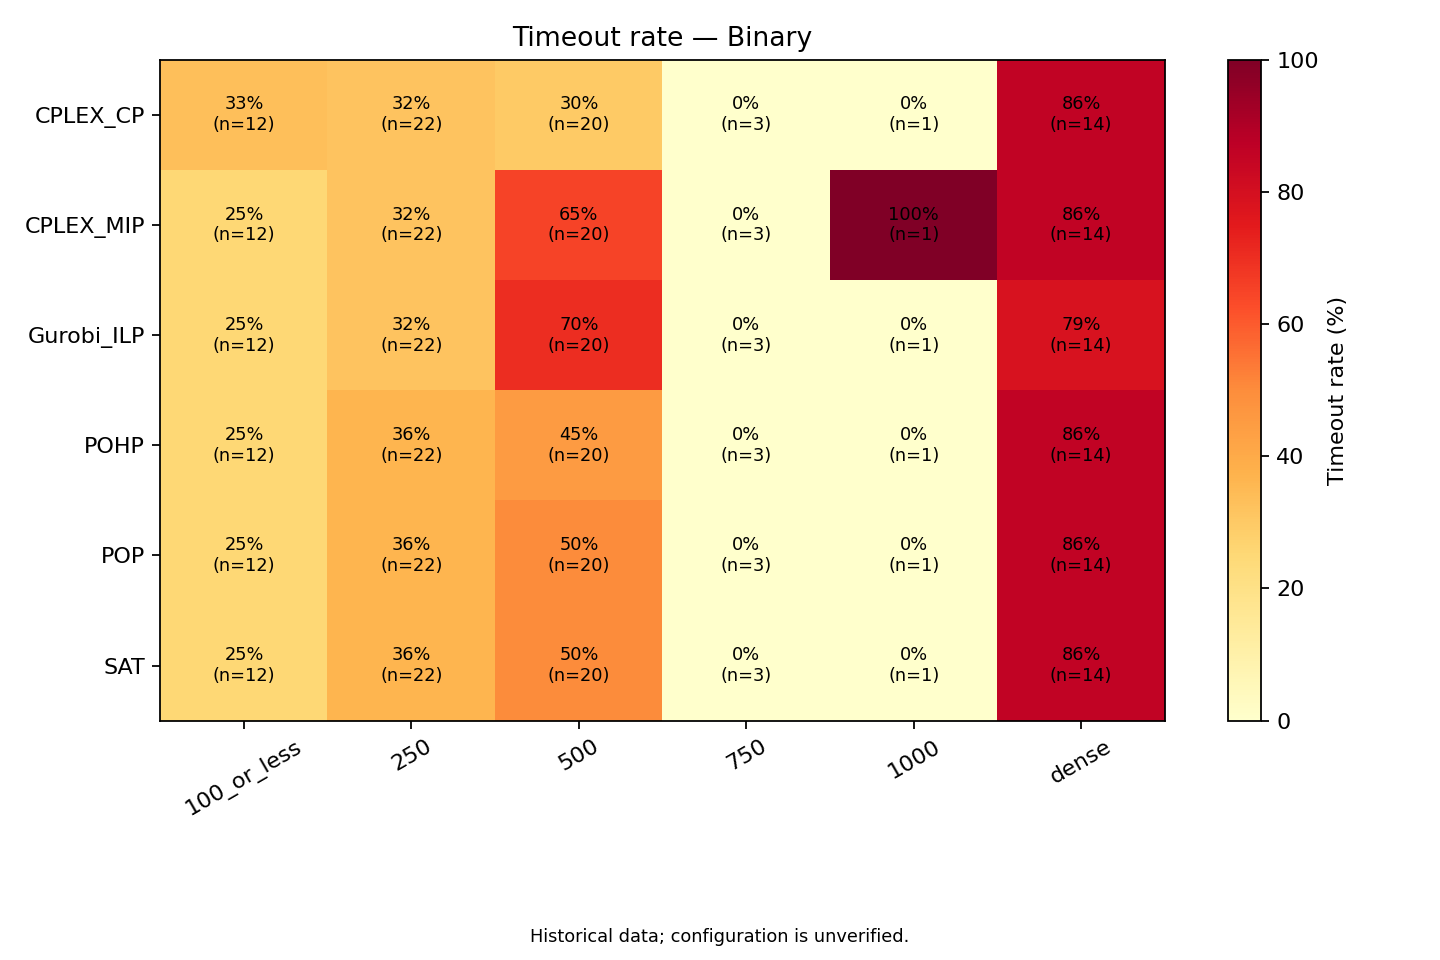 Timeout rate — Binary
CPLEX_CP
33%
(n=12)
32%
(n=22)
30%
(n=20)
0%
(n=3)
0%
(n=1)
86%
(n=14)
CPLEX_MIP
25%
(n=12)
32%
(n=22)
65%
(n=20)
0%
(n=3)
100%
(n=1)
86%
(n=14)
Gurobi_ILP
25%
(n=12)
32%
(n=22)
70%
(n=20)
0%
(n=3)
0%
(n=1)
79%
(n=14)
POHP
25%
(n=12)
36%
(n=22)
45%
(n=20)
0%
(n=3)
0%
(n=1)
86%
(n=14)
POP
25%
(n=12)
36%
(n=22)
50%
(n=20)
0%
(n=3)
0%
(n=1)
86%
(n=14)
SAT
25%
(n=12)
36%
(n=22)
50%
(n=20)
0%
(n=3)
0%
(n=1)
86%
(n=14)
100_or_less
250
500
750
1000
dense
100
80
60
40
20
0
Timeout rate (%)
Historical data; configuration is unverified.